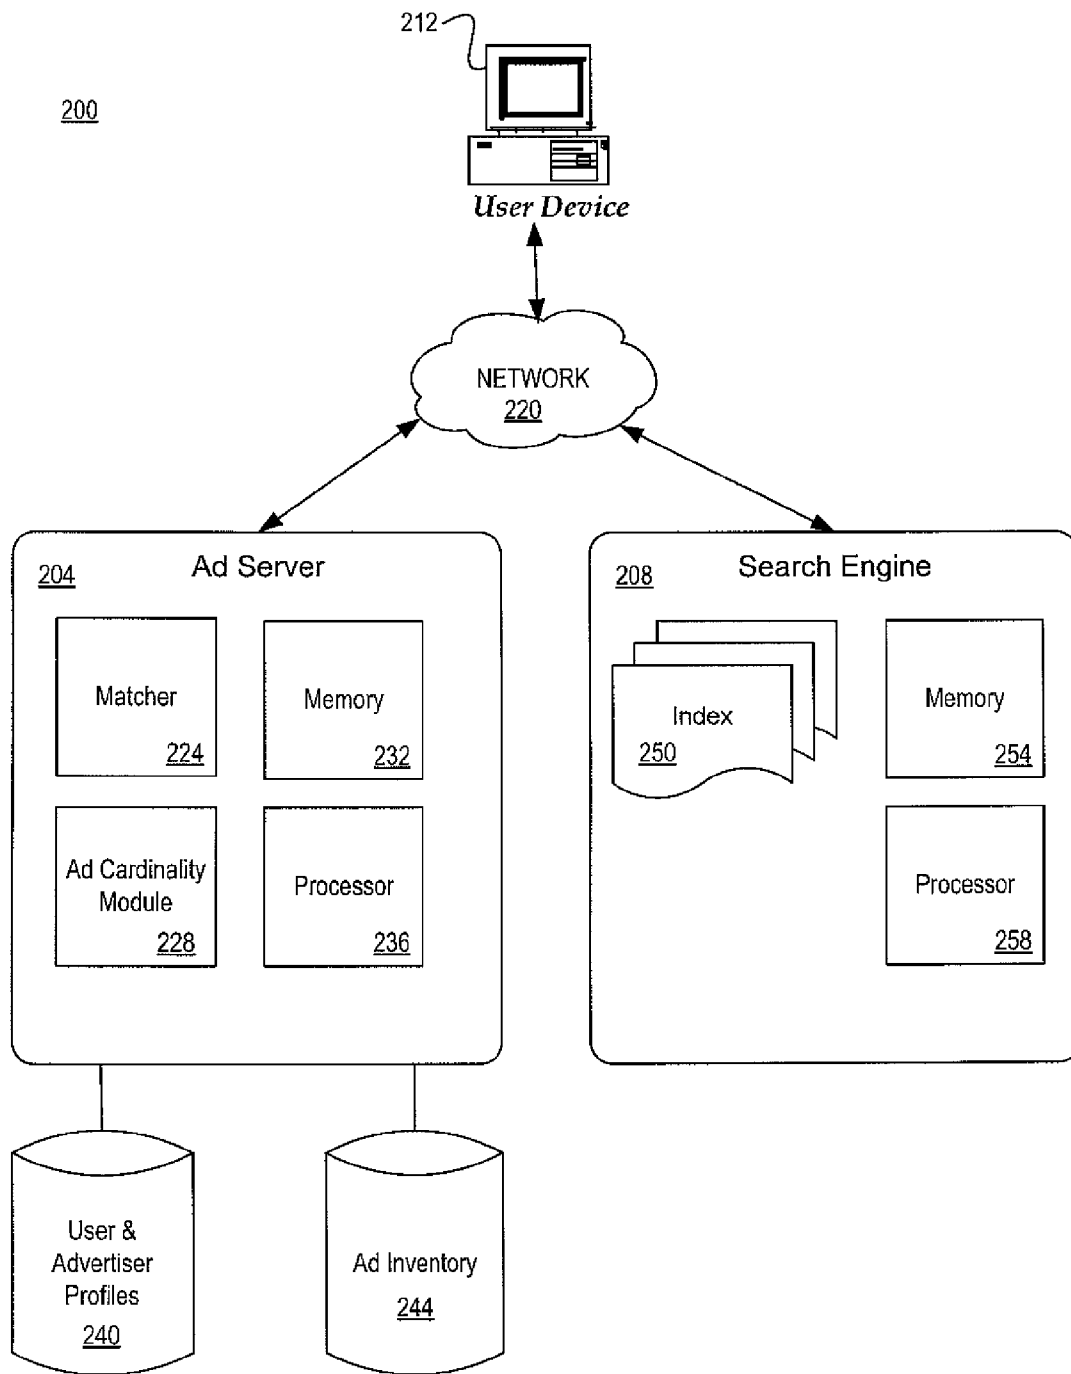 212
200
User Device
NETWORK
220
204
Ad Server
Matcher
224
Memory
232
Ad Cardinality
Module
228
Processor
236
208
Search Engine
Index
250
Memory
254
Processor
258
User &
Advertiser
Profiles
240
Ad Inventory
244